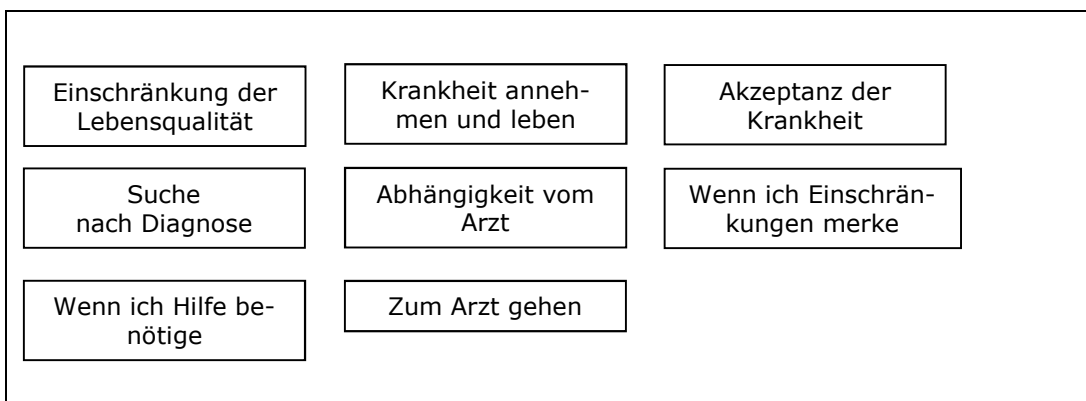 Einschränkung der
Lebensqualität
Krankheit anneh-
men und leben
Akzeptanz der
Krankheit
Suche
nach Diagnose
Abhängigkeit vom
Arzt
Wenn ich Einschrän-
kungen merke
Wenn ich Hilfe be-
nötige
Zum Arzt gehen